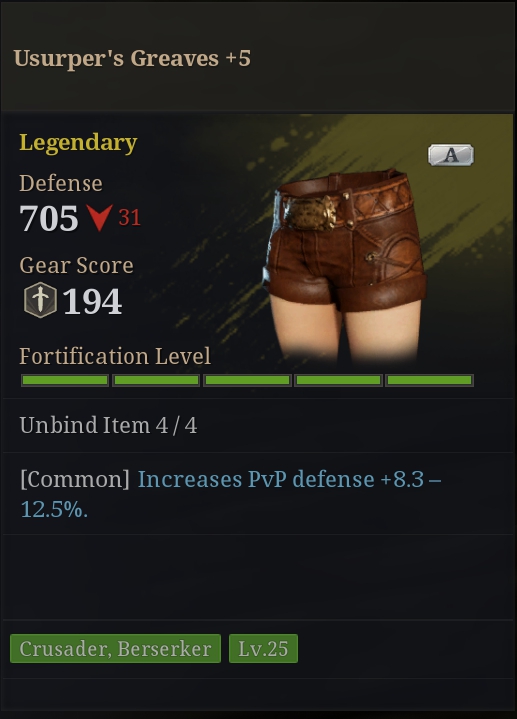 Usurper's Greaves +5
Legendary
A
Defense
705 31
Gear Score
194
Fortification Level
Unbind Item 4 / 4
[Common] Increases PvP defense +8.3 –
12.5%.
Crusader, Berserker Lv.25